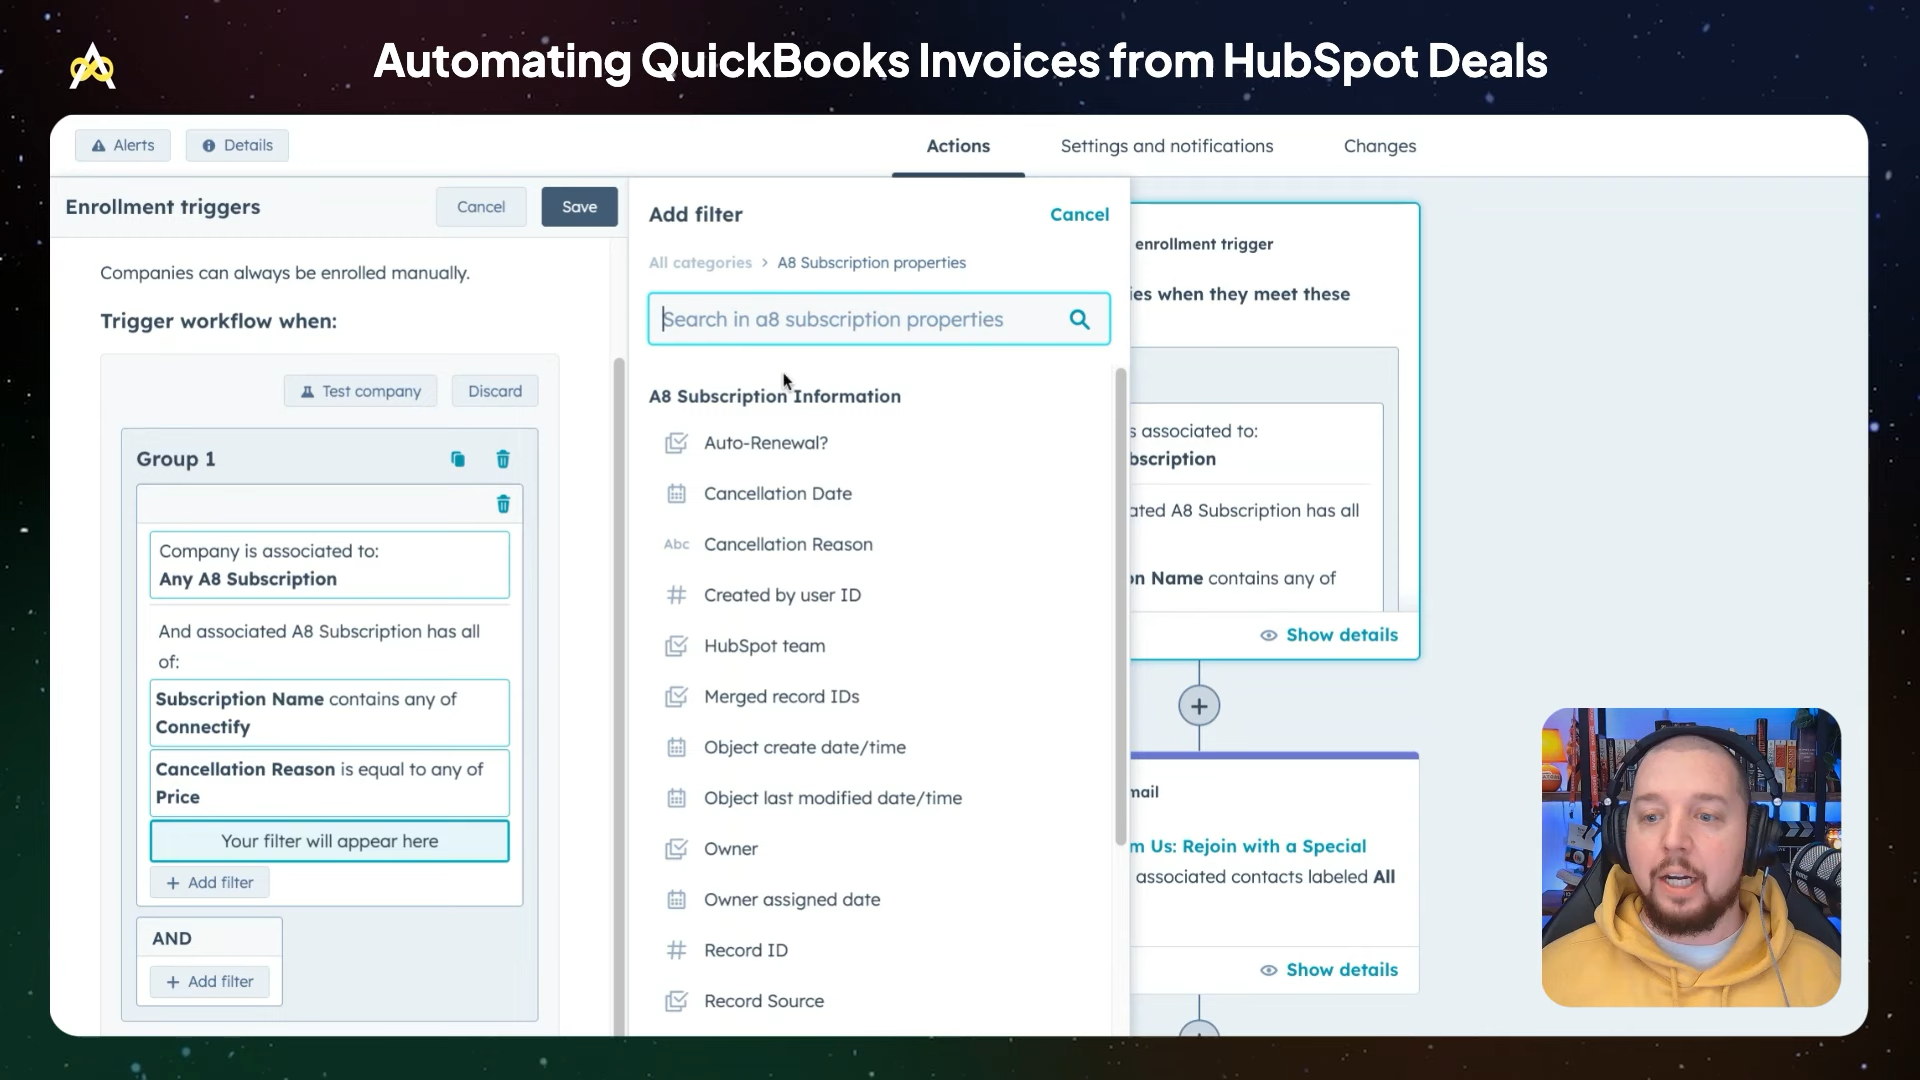 Automating QuickBooks Invoices from HubSpot Deals
Alerts
Details
Actions
Settings and notifications
Changes
Enrollment triggers
Cancel
Save
Companies can always be enrolled manually.
Trigger workflow when:
Test company
Discard
Group 1
Company is associated to:
Any A8 Subscription
And associated A8 Subscription has all
of:
Subscription Name contains any of
Connectify
Cancellation Reason is equal to any of
Price
Your filter will appear here
+ Add filter
AND
+ Add filter
Add filter
Cancel
All categories > A8 Subscription properties
Search in a8 subscription properties
A8 Subscription Information
Auto-Renewal?
Cancellation Date
Abc Cancellation Reason
# Created by user ID
HubSpot team
Merged record IDs
Object create date/time
Object last modified date/time
Owner
Owner assigned date
# Record ID
Record Source
enrollment trigger
ies when they meet these
s associated to:
bscription
ated A8 Subscription has all
on Name contains any of
Show details
+
mail
m Us: Rejoin with a Special
associated contacts labeled All
Show details